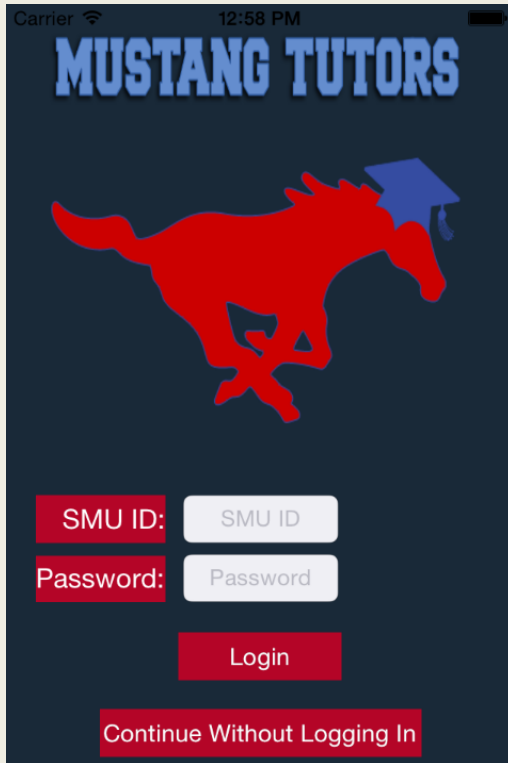 Carrier 12:58 PM
MUSTANG TUTORS
SMU ID: SMU ID
Password: Password
Login
Continue Without Logging In